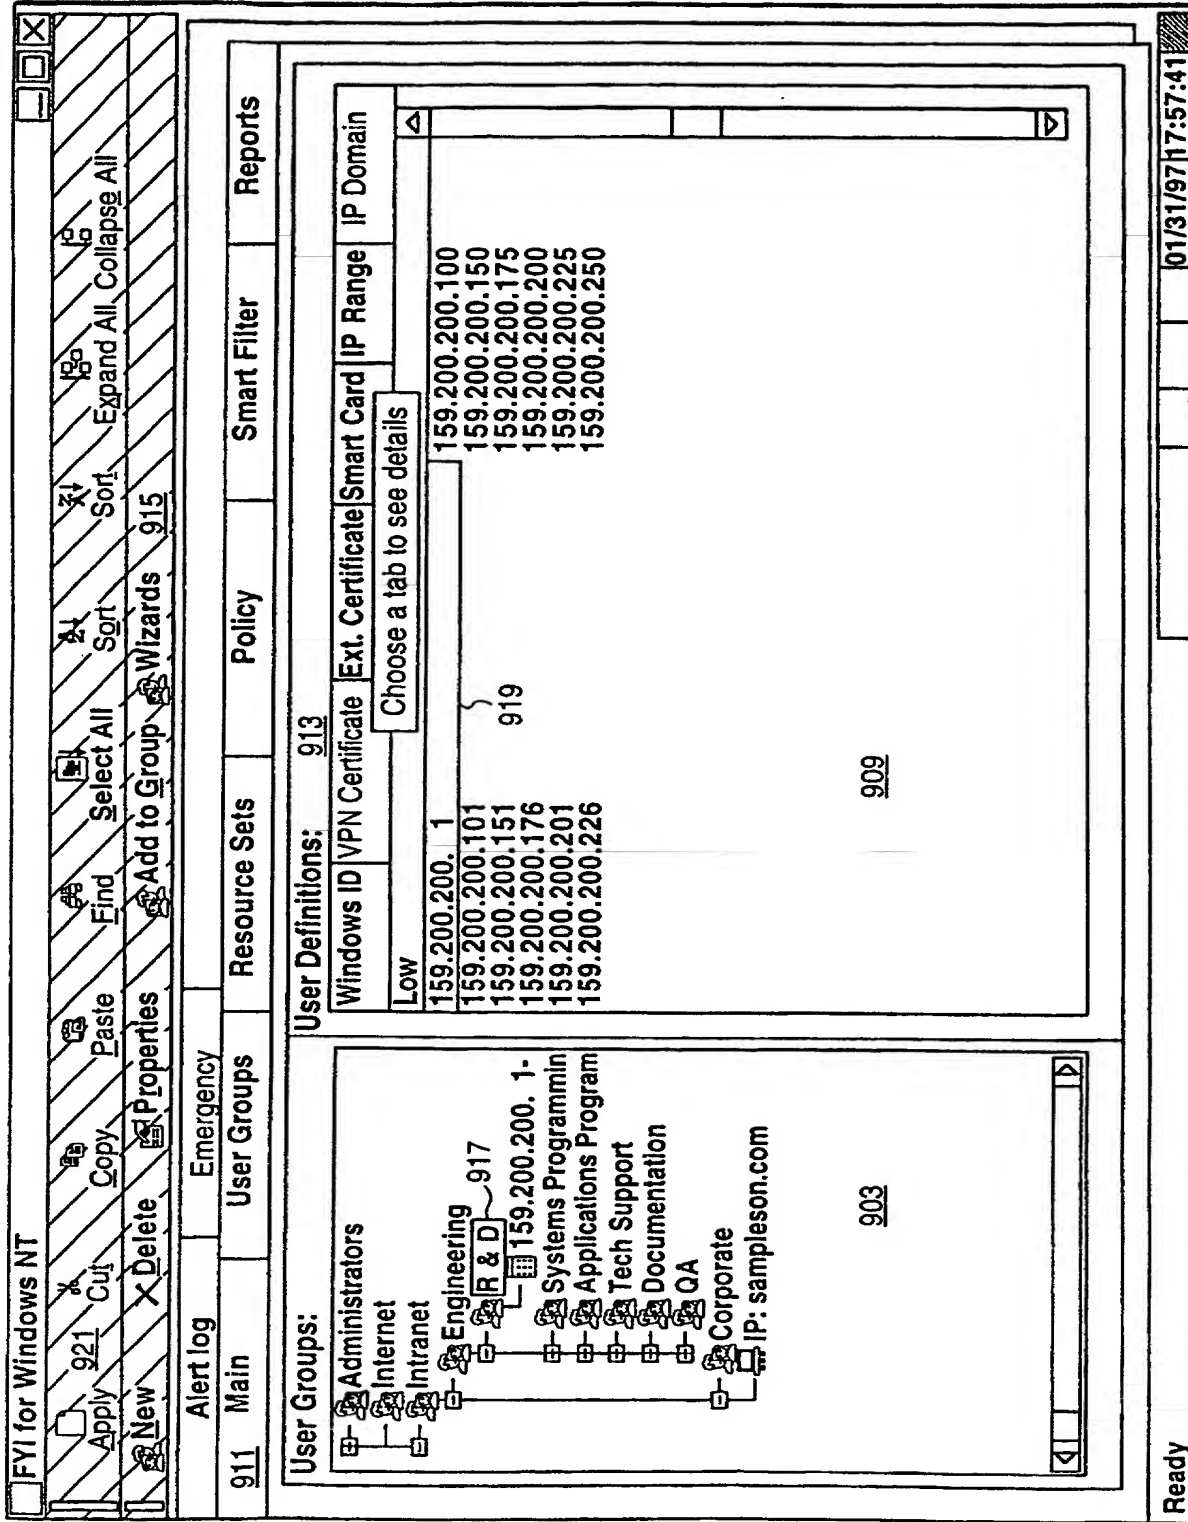 FYI for Windows NT
Apply 921 Cut Copy Paste Find Select All Sort Sort Expand All Collapse All
New Delete Properties Add to Group Wizards 915
Alert log Emergency
911 Main User Groups Resource Sets Policy Smart Filter Reports
User Groups:
Administrators
Internet
Intranet
Engineering
R & D 917
159.200.200. 1-
Systems Programmin
Applications Program
Tech Support
Documentation
QA
Corporate
IP: sampleson.com
903
User Definitions: 913
Windows ID VPN Certificate Ext. Certificate Smart Card IP Range IP Domain
Choose a tab to see details
Low
159.200.200. 1 159.200.200.100
159.200.200.101 159.200.200.150
159.200.200.151 159.200.200.175
159.200.200.176 159.200.200.200
159.200.200.201 159.200.200.225
159.200.200.226 159.200.200.250
919
909
Ready 01/31/97 17:57:41